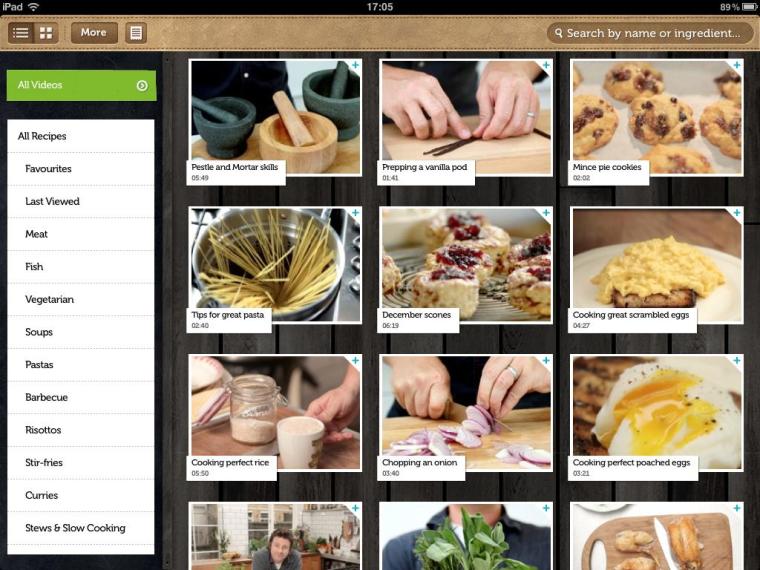 iPad
17:05
89%
More
Search by name or ingredient...
All Videos
All Recipes
Favourites
Last Viewed
Meat
Fish
Vegetarian
Soups
Pastas
Barbecue
Risottos
Stir-fries
Curries
Stews & Slow Cooking
Pestle and Mortar skills
05:49
Prepping a vanilla pod
01:41
Mince pie cookies
02:02
Tips for great pasta
02:40
December scones
06:19
Cooking great scrambled eggs
04:27
Cooking perfect rice
05:50
Chopping an onion
03:40
Cooking perfect poached eggs
03:21